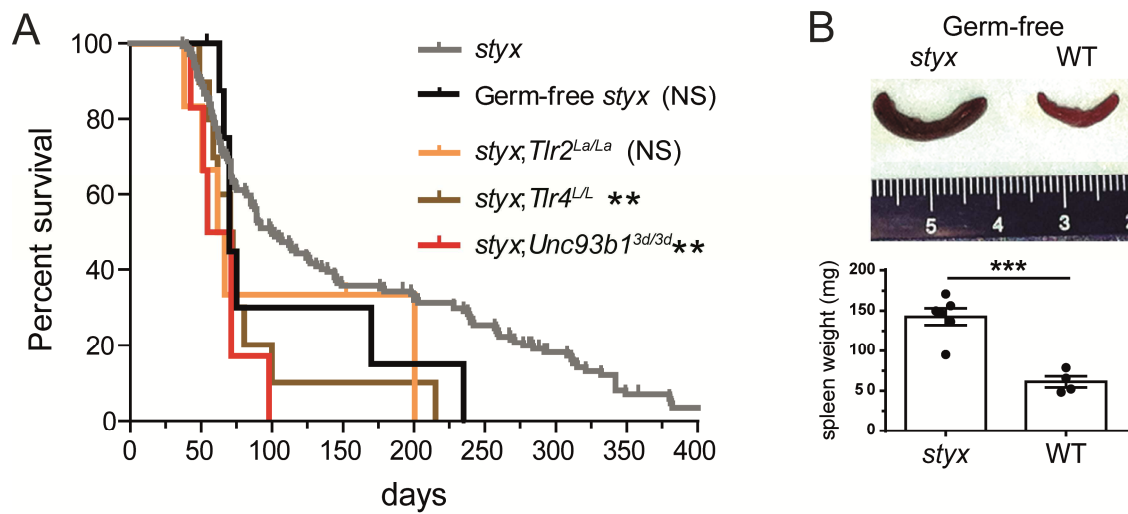 A
Percent survival
100
80
60
40
20
0
0 50 100 150 200 250 300 350 400
days
styx
Germ-free styx (NS)
styx;Tlr2La/La (NS)
styx;Tlr4L/L **
styx;Unc93b13d/3d**
B
Germ-free
styx WT
5 4 3
***
spleen weight (mg)
200
150
100
50
0
styx WT